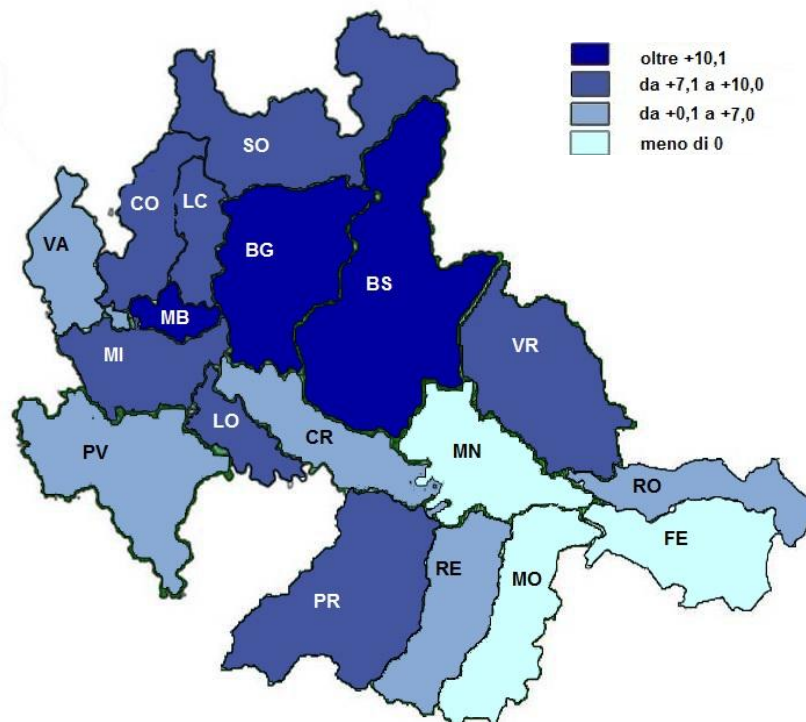 oltre +10,1
da +7,1 a +10,0
da +0,1 a +7,0
meno di 0
SO
CO
LC
VA
BG
BS
MB
VR
MI
LO
CR
PV
MN
RO
FE
RE
MO
PR